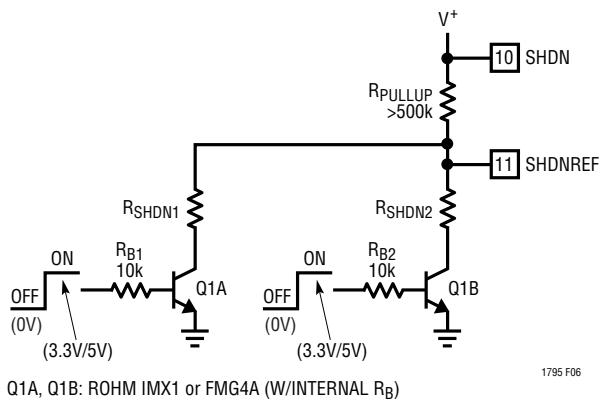 V+
10 SHDN
RPULLUP
>500k
11 SHDNREF
RSHDN1
RSHDN2
ON
RB1
10k
Q1A
OFF
(0V)
(3.3V/5V)
ON
RB2
10k
Q1B
OFF
(0V)
(3.3V/5V)
1795 F06
Q1A, Q1B: ROHM IMX1 or FMG4A (W/INTERNAL RB)